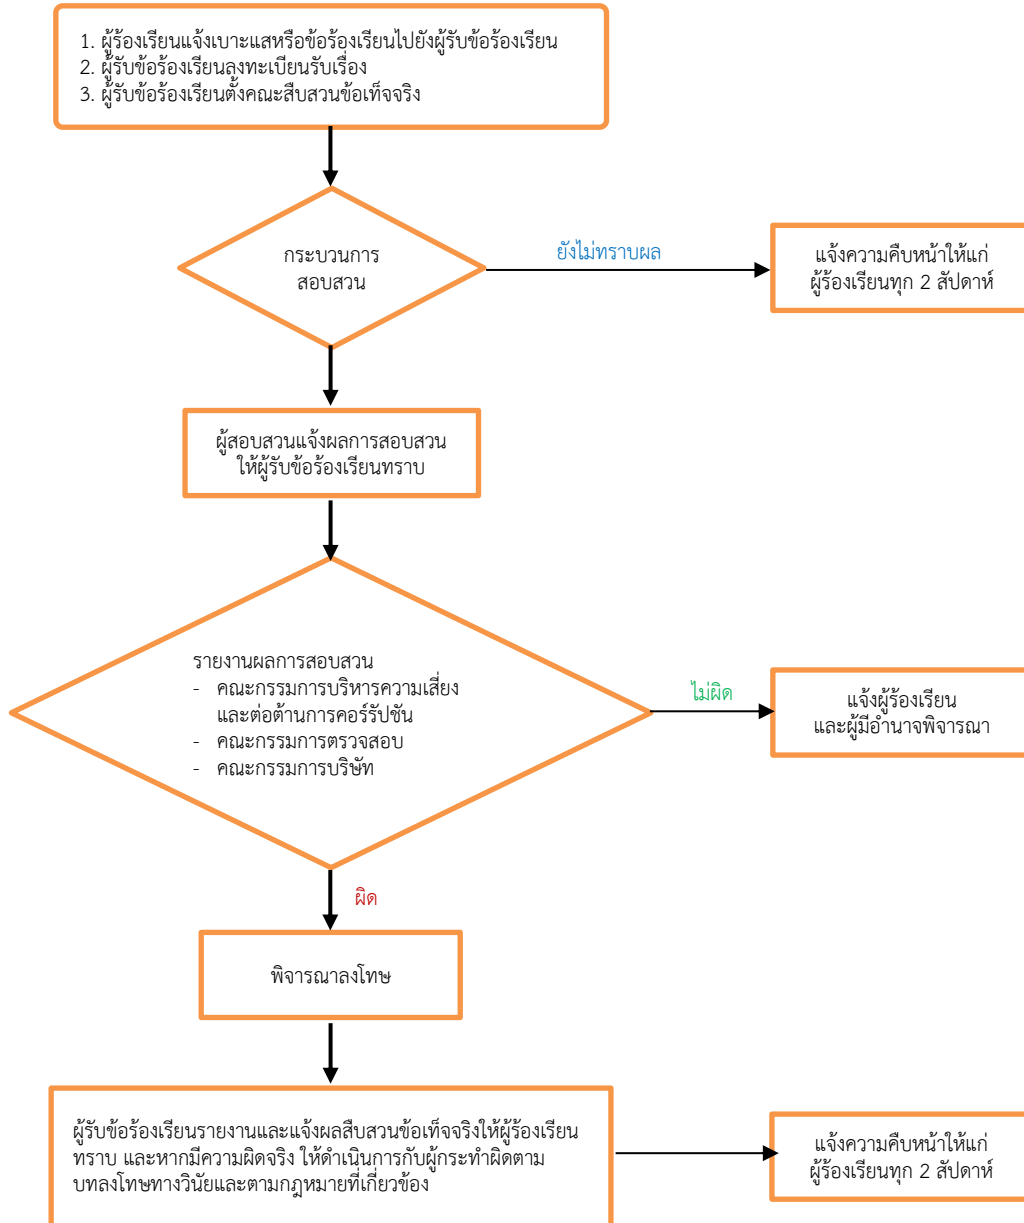 1. ผู้ร้องเรียนแจ้งเบาะแสหรือข้อร้องเรียนไปยังผู้รับข้อร้องเรียน
2. ผู้รับข้อร้องเรียนลงทะเบียนรับเรื่อง
3. ผู้รับข้อร้องเรียนตั้งคณะสืบสวนข้อเท็จจริง
กระบวนการ
สอบสวน
ยังไม่ทราบผล
แจ้งความคืบหน้าให้แก่
ผู้ร้องเรียนทุก 2 สัปดาห์
ผู้สอบสวนแจ้งผลการสอบสวน
ให้ผู้รับข้อร้องเรียนทราบ
รายงานผลการสอบสวน
- คณะกรรมการบริหารความเสี่ยง
และต่อต้านการคอร์รัปชัน
- คณะกรรมการตรวจสอบ
- คณะกรรมการบริษัท
ไม่ผิด
แจ้งผู้ร้องเรียน
และผู้มีอำนาจพิจารณา
ผิด
พิจารณาลงโทษ
ผู้รับข้อร้องเรียนรายงานและแจ้งผลสืบสวนข้อเท็จจริงให้ผู้ร้องเรียน
ทราบ และหากมีความผิดจริง ให้ดำเนินการกับผู้กระทำผิดตาม
บทลงโทษทางวินัยและตามกฎหมายที่เกี่ยวข้อง
แจ้งความคืบหน้าให้แก่
ผู้ร้องเรียนทุก 2 สัปดาห์